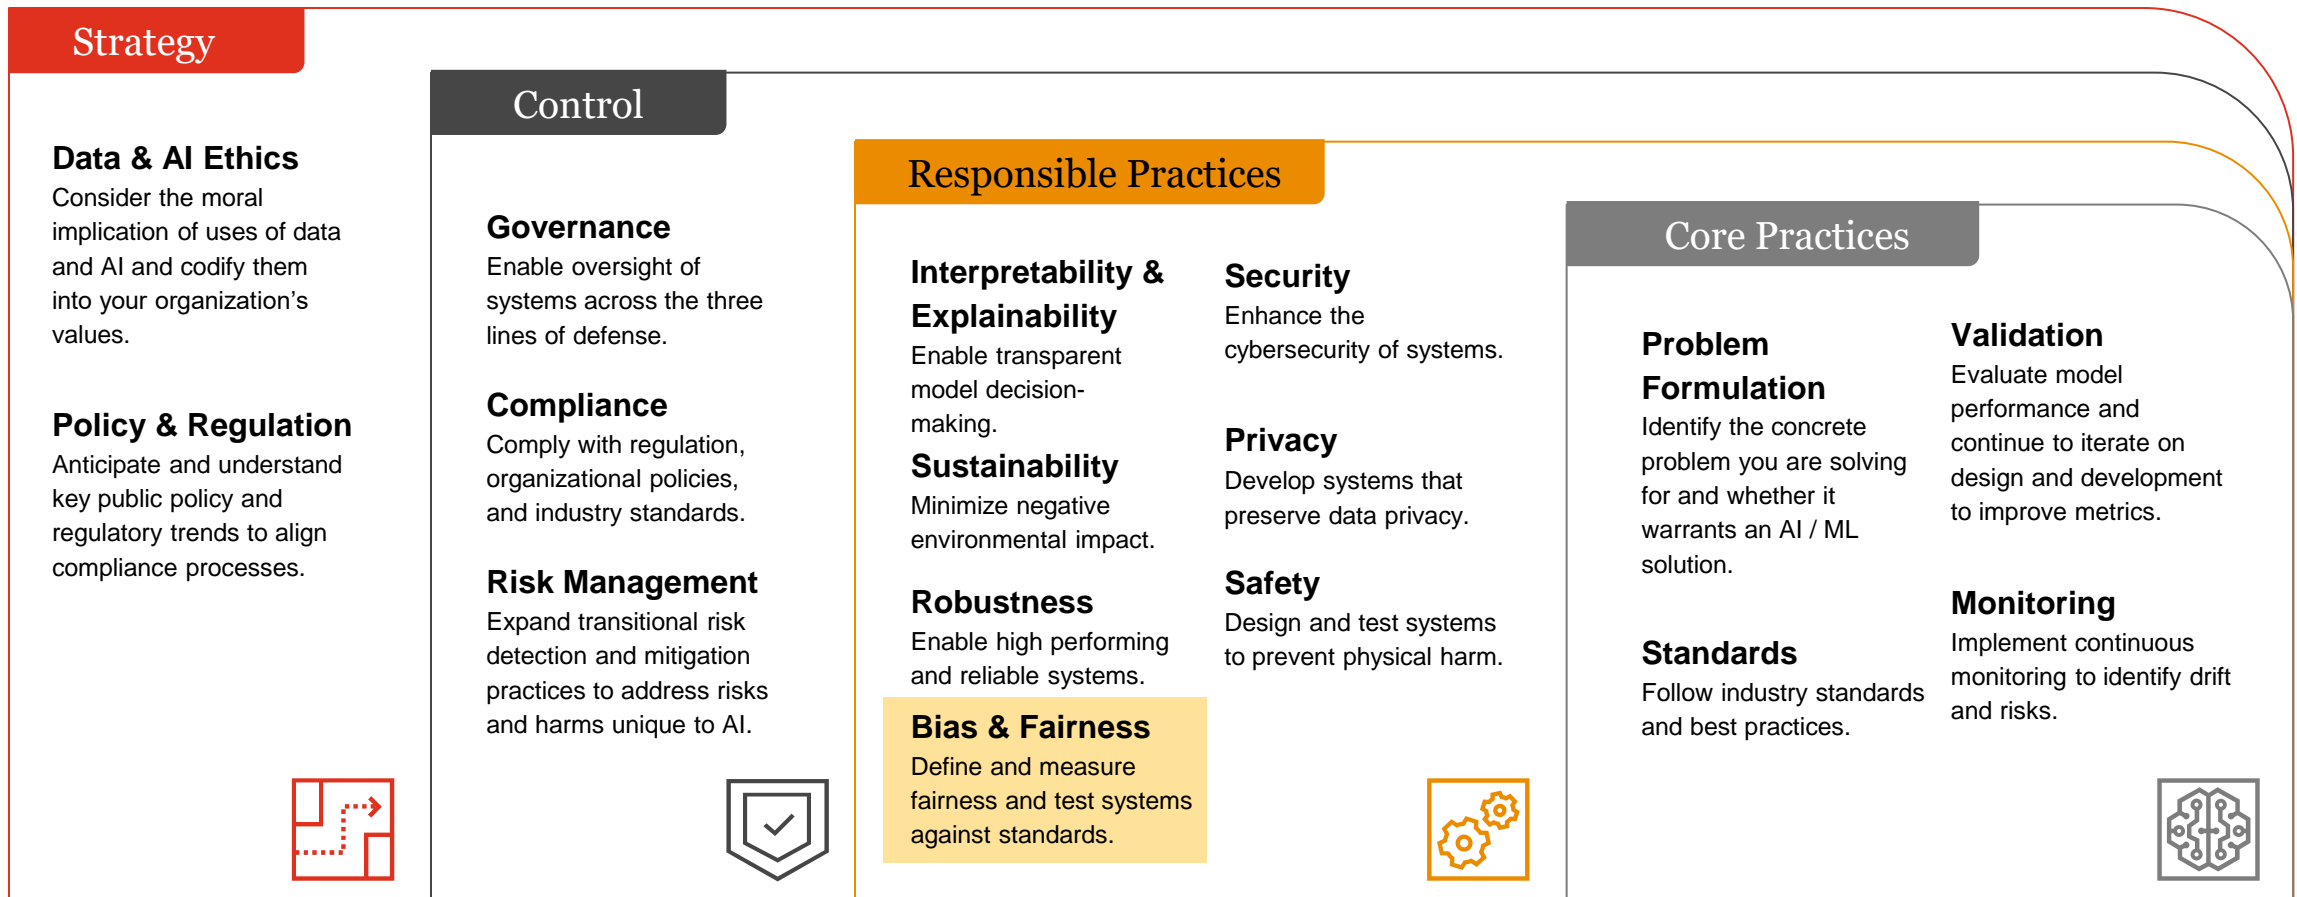 Strategy
Data & AI Ethics
Consider the moral
implication of uses of data
and AI and codify them
into your organization’s
values.
Policy & Regulation
Anticipate and understand
key public policy and
regulatory trends to align
compliance processes.
Control
Governance
Enable oversight of
systems across the three
lines of defense.
Compliance
Comply with regulation,
organizational policies,
and industry standards.
Risk Management
Expand transitional risk
detection and mitigation
practices to address risks
and harms unique to AI.
Responsible Practices
Interpretability &
Explainability
Enable transparent
model decision-
making.
Sustainability
Minimize negative
environmental impact.
Robustness
Enable high performing
and reliable systems.
Bias & Fairness
Define and measure
fairness and test systems
against standards.
Security
Enhance the
cybersecurity of systems.
Privacy
Develop systems that
preserve data privacy.
Safety
Design and test systems
to prevent physical harm.
Core Practices
Problem
Formulation
Identify the concrete
problem you are solving
for and whether it
warrants an AI / ML
solution.
Standards
Follow industry standards
and best practices.
Validation
Evaluate model
performance and
continue to iterate on
design and development
to improve metrics.
Monitoring
Implement continuous
monitoring to identify drift
and risks.